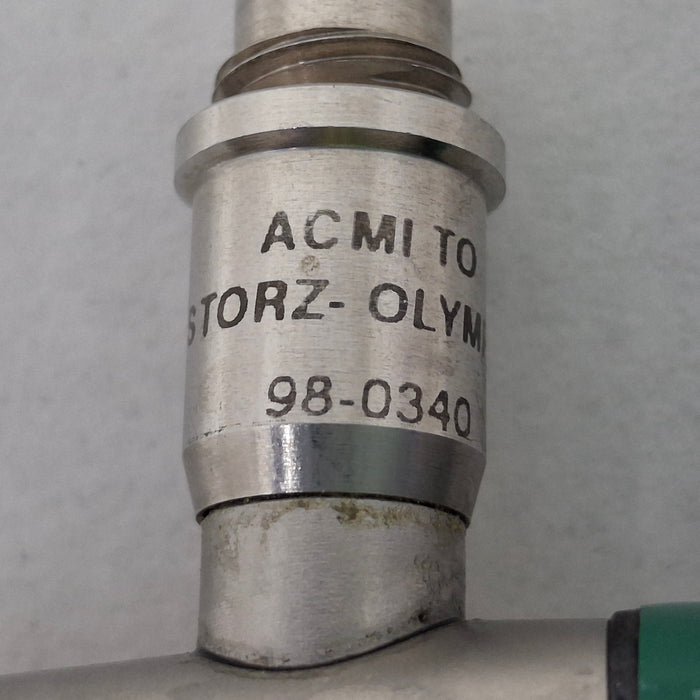 ACMI TO
STORZ- OLYM
98-0340